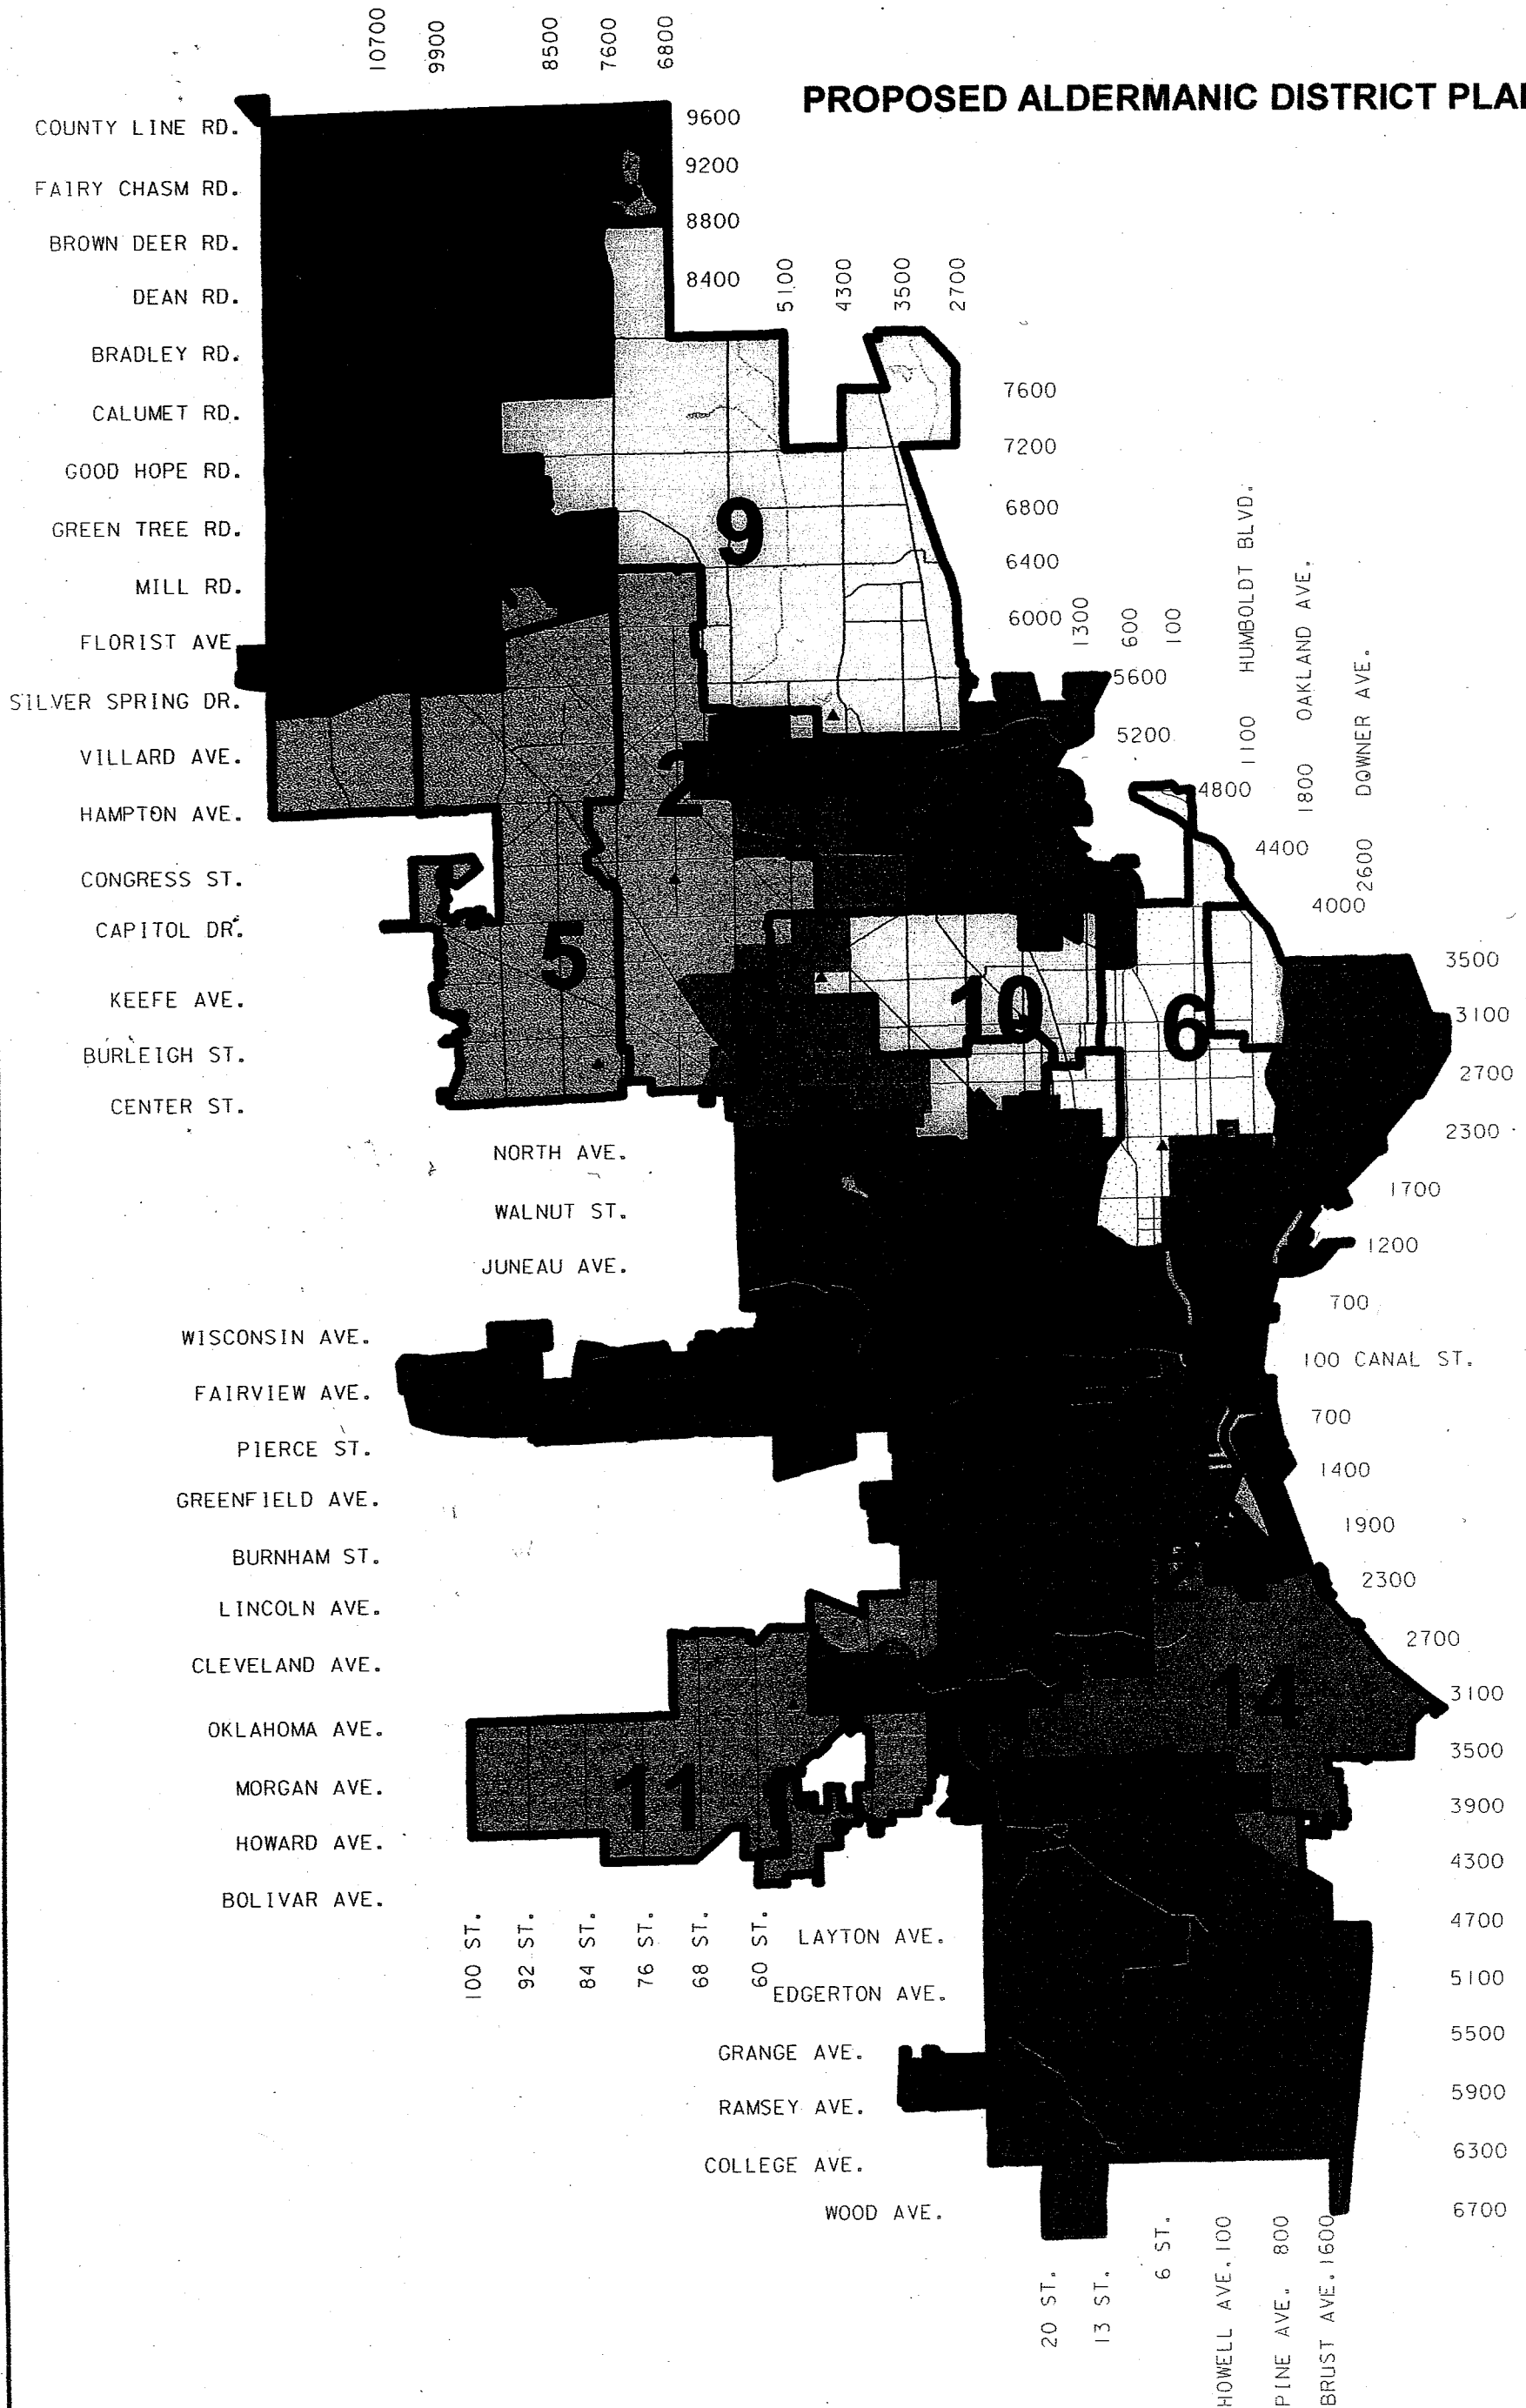 10700
9900
8500
7600
6800
PROPOSED ALDERMANIC DISTRICT PLAN
COUNTY LINE RD.
9600
9200
FAIRY CHASM RD.
8800
BROWN DEER RD.
8400
5100
4300
3500
2700
DEAN RD.
BRADLEY RD.
7600
CALUMET RD.
7200
GOOD HOPE RD.
6800
9
GREEN TREE RD.
6400
MILL RD.
6000
1300
600
100
1100 HUMBOLDT BLVD.
1800 OAKLAND AVE.
2600 DOWNER AVE.
FLORIST AVE
5600
SILVER SPRING DR.
5200
VILLARD AVE.
2
4800
HAMPTON AVE.
4400
CONGRESS ST.
4000
CAPITOL DR.
5
3500
KEEFE AVE.
10
6
3100
BURLEIGH ST.
2700
CENTER ST.
2300
NORTH AVE.
1700
WALNUT ST.
1200
JUNEAU AVE.
700
WISCONSIN AVE.
100 CANAL ST.
FAIRVIEW AVE.
700
PIERCE ST.
1400
GREENFIELD AVE.
1900
BURNHAM ST.
2300
LINCOLN AVE.
2700
CLEVELAND AVE.
14
3100
OKLAHOMA AVE.
3500
MORGAN AVE.
11
3900
HOWARD AVE.
4300
BOLIVAR AVE.
4700
100 ST.
92 ST.
84 ST.
76 ST.
68 ST.
60 ST.
LAYTON AVE.
5100
EDGERTON AVE.
5500
GRANGE AVE.
5900
RAMSEY AVE.
6300
COLLEGE AVE.
6700
WOOD AVE.
20 ST.
13 ST.
6 ST.
HOWELL AVE. 100
PINE AVE. 800
BRUST AVE. 1600